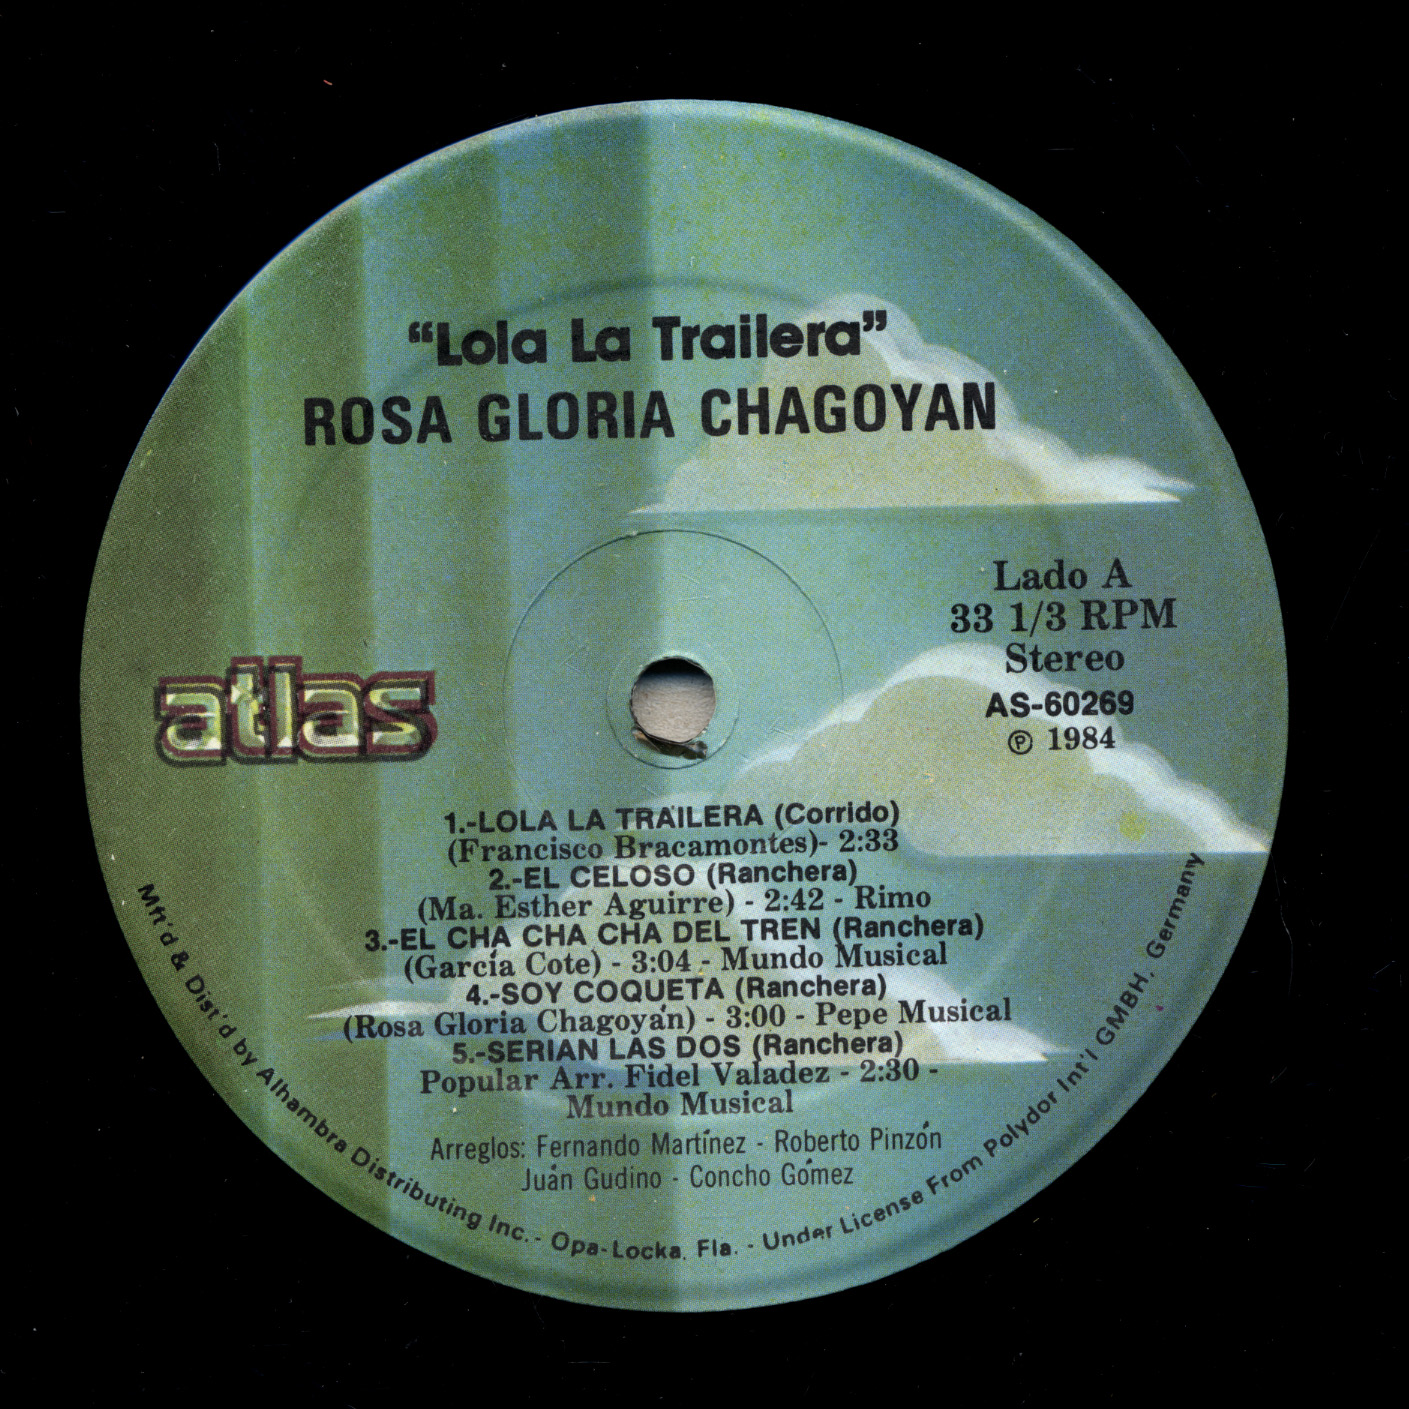 “Lola La Trailera”
ROSA GLORIA CHAGOYAN
Lado A
33 1/3 RPM
Stereo
AS-60269
℗ 1984
atlas
1.-LOLA LA TRAILERA (Corrido)
(Francisco Bracamontes)- 2:33
2.-EL CELOSO (Ranchera)
(Ma. Esther Aguirre) - 2:42 - Rimo
3.-EL CHA CHA CHA DEL TREN (Ranchera)
(García Cote) - 3:04 - Mundo Musical
4.-SOY COQUETA (Ranchera)
(Rosa Gloria Chagoyán) - 3:00 - Pepe Musical
5.-SERIAN LAS DOS (Ranchera)
Popular Arr. Fidel Valadez - 2:30 -
Mundo Musical
Arreglos: Fernando Martínez - Roberto Pinzón
Juán Gudino - Concho Gómez
Mft'd & Dist'd by Alhambra Distributing Inc. - Opa-Locka, Fla. - Under License From Polydor Int'l GMBH, Germany